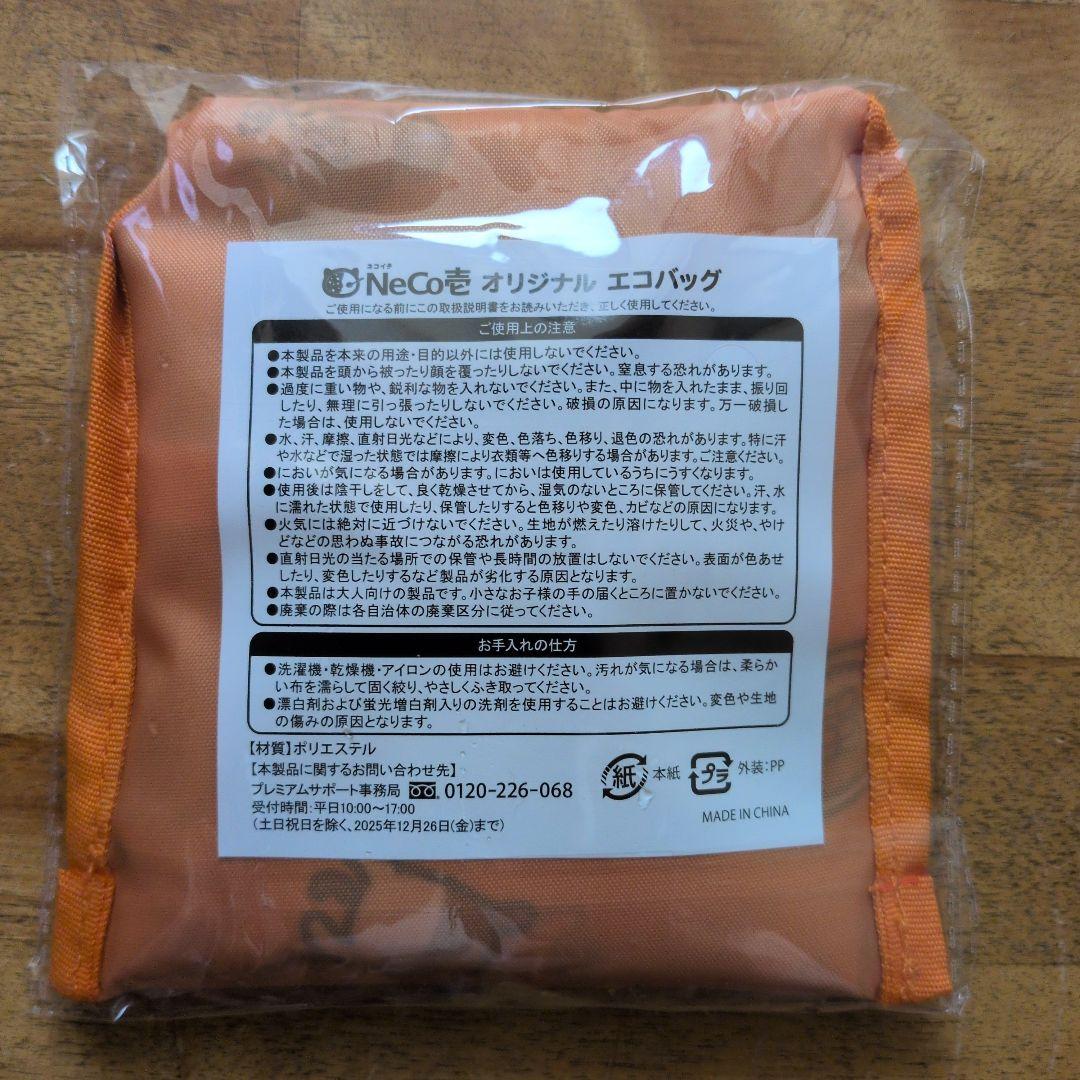 ネコイチ
NeCo壱 オリジナル エコバッグ
ご使用になる前にこの取扱説明書をお読みいただき、正しく使用してください。
ご使用上の注意
●本製品を本来の用途・目的以外には使用しないでください。
●本製品を頭から被ったり顔を覆ったりしないでください。窒息する恐れがあります。
●過度に重い物や、鋭利な物を入れないでください。また、中に物を入れたまま、振り回
したり、無理に引っ張ったりしないでください。破損の原因になります。万一破損し
た場合は、使用しないでください。
●水、汗、摩擦、直射日光などにより、変色、色落ち、色移り、退色の恐れがあります。特に汗
や水などで湿った状態では摩擦により衣類等へ色移りする場合があります。ご注意ください。
●においが気になる場合があります。においは使用しているうちにうすくなります。
●使用後は陰干しをして、良く乾燥させてから、湿気のないところに保管してください。汗、水
に濡れた状態で使用したり、保管したりすると色移りや変色、カビなどの原因になります。
●火気には絶対に近づけないでください。生地が燃えたり溶けたりして、火災や、やけ
どなどの思わぬ事故につながる恐れがあります。
●直射日光の当たる場所での保管や長時間の放置はしないでください。表面が色あせ
したり、変色したりするなど製品が劣化する原因となります。
●本製品は大人向けの製品です。小さなお子様の手の届くところに置かないでください。
●廃棄の際は各自治体の廃棄区分に従ってください。
お手入れの仕方
●洗濯機・乾燥機・アイロンの使用はお避けください。汚れが気になる場合は、柔らか
い布を濡らして固く絞り、やさしくふき取ってください。
●漂白剤および蛍光増白剤入りの洗剤を使用することはお避けください。変色や生地
の傷みの原因となります。
【材質】ポリエステル
【本製品に関するお問い合わせ先】
プレミアムサポート事務局 0120-226-068
受付時間:平日10:00～17:00
(土日祝日を除く、2025年12月26日(金)まで)
紙 本紙 プラ 外装:PP
MADE IN CHINA